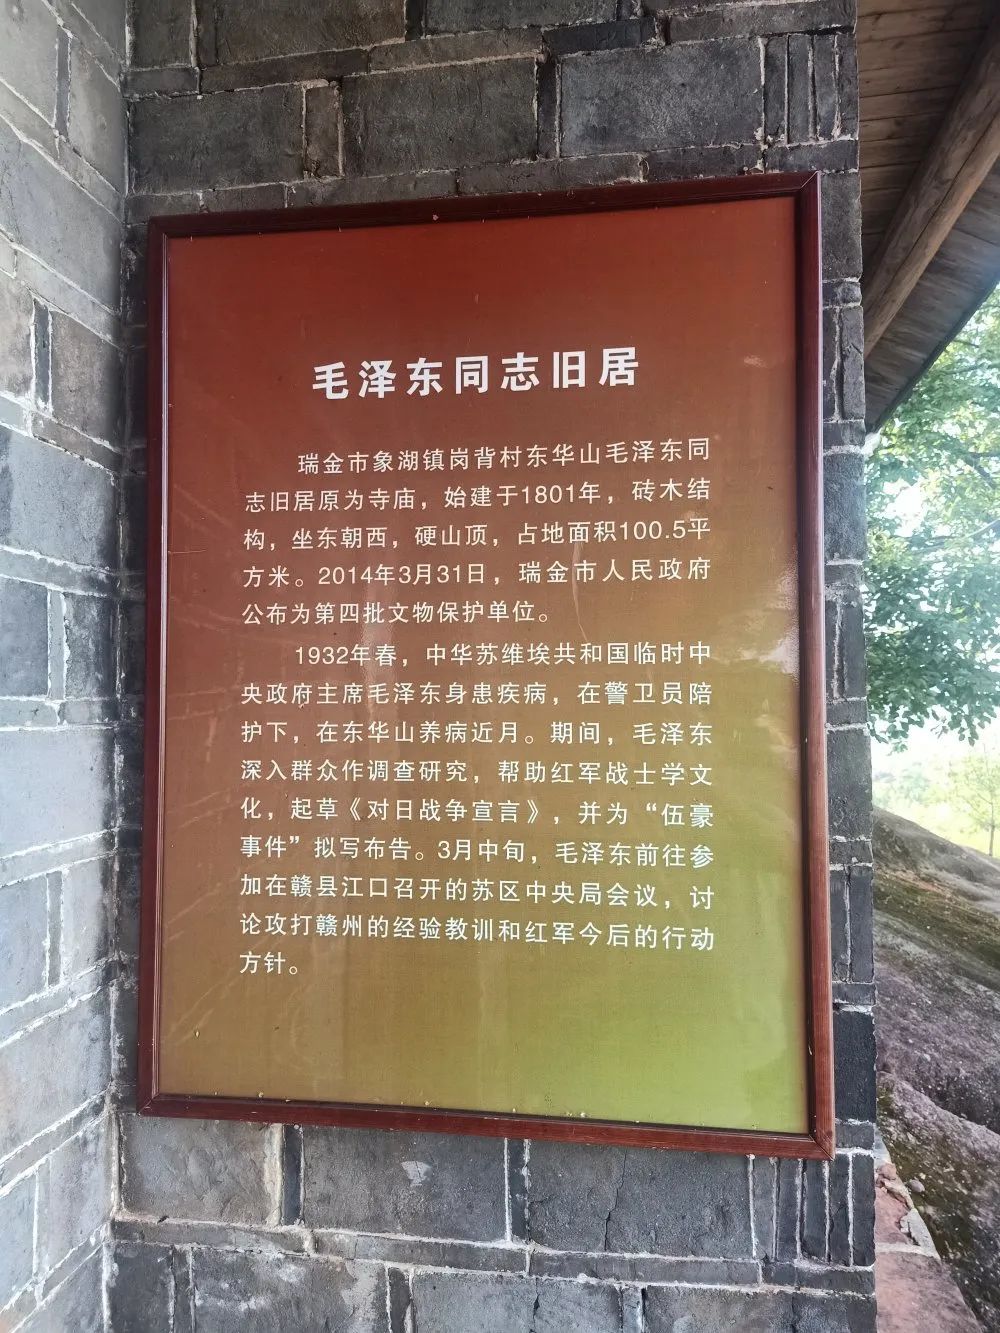 毛泽东同志旧居
瑞金市象湖镇岗背村东华山毛泽东同
志旧居原为寺庙，始建于1801年，砖木结
构，坐东朝西，硬山顶，占地面积100.5平
方米。2014年3月31日，瑞金市人民政府
公布为第四批文物保护单位。
1932年春，中华苏维埃共和国临时中
央政府主席毛泽东身患疾病，在警卫员陪
护下，在东华山养病近月。期间，毛泽东
深入群众作调查研究，帮助红军战士学文
化，起草《对日战争宣言》，并为“伍豪
事件”拟写布告。3月中旬，毛泽东前往参
加在赣县江口召开的苏区中央局会议，讨
论攻打赣州的经验教训和红军今后的行动
方针。